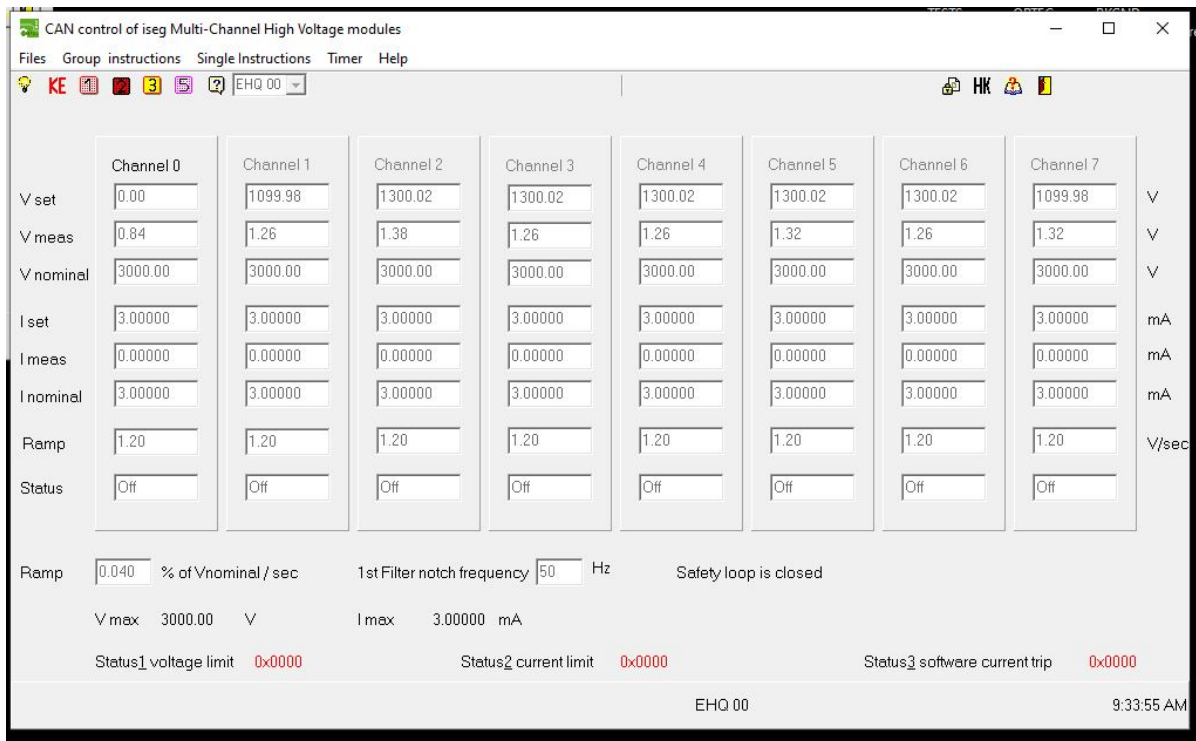 TESTS OPTEC BKGND
CAN control of iseg Multi-Channel High Voltage modules
Files Group instructions Single Instructions Timer Help
KE 1 2 3 5 ? EHQ 00 HK
Channel 0 Channel 1 Channel 2 Channel 3 Channel 4 Channel 5 Channel 6 Channel 7
V set 0.00 1099.98 1300.02 1300.02 1300.02 1300.02 1300.02 1099.98 V
V meas 0.84 1.26 1.38 1.26 1.26 1.32 1.26 1.32 V
V nominal 3000.00 3000.00 3000.00 3000.00 3000.00 3000.00 3000.00 3000.00 V
I set 3.00000 3.00000 3.00000 3.00000 3.00000 3.00000 3.00000 3.00000 mA
I meas 0.00000 0.00000 0.00000 0.00000 0.00000 0.00000 0.00000 0.00000 mA
I nominal 3.00000 3.00000 3.00000 3.00000 3.00000 3.00000 3.00000 3.00000 mA
Ramp 1.20 1.20 1.20 1.20 1.20 1.20 1.20 1.20 V/sec
Status Off Off Off Off Off Off Off Off
Ramp 0.040 % of Vnominal / sec 1st Filter notch frequency 50 Hz Safety loop is closed
V max 3000.00 V I max 3.00000 mA
Status1 voltage limit 0x0000 Status2 current limit 0x0000 Status3 software current trip 0x0000
EHQ 00 9:33:55 AM